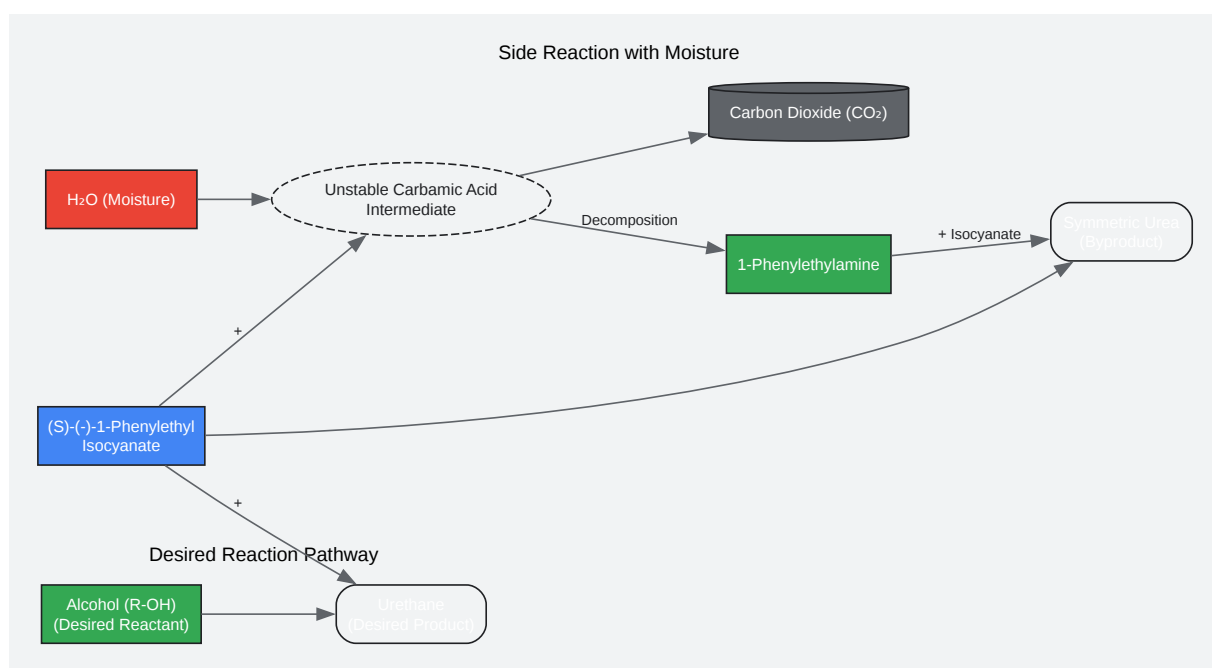 Side Reaction with Moisture
Carbon Dioxide (CO₂)
H₂O (Moisture)
Unstable Carbamic Acid
Intermediate
Decomposition
1-Phenylethylamine
+ Isocyanate
Symmetric Urea
(Byproduct)
+
(S)-(-)-1-Phenylethyl
Isocyanate
+
Desired Reaction Pathway
Alcohol (R-OH)
(Desired Reactant)
Urethane
(Desired Product)